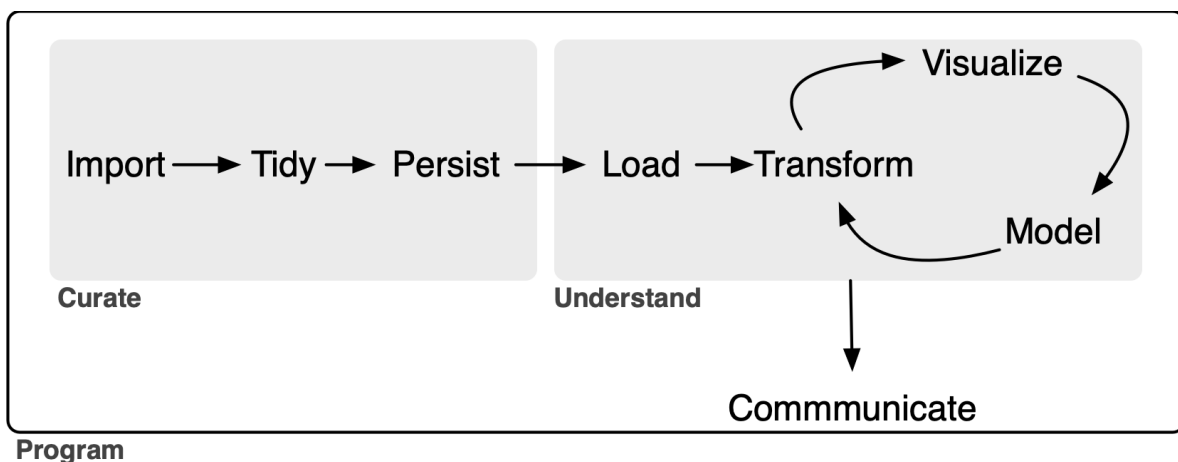 Visualize
Import Tidy Persist Load Transform
Model
Curate Understand
Commmunicate
Program